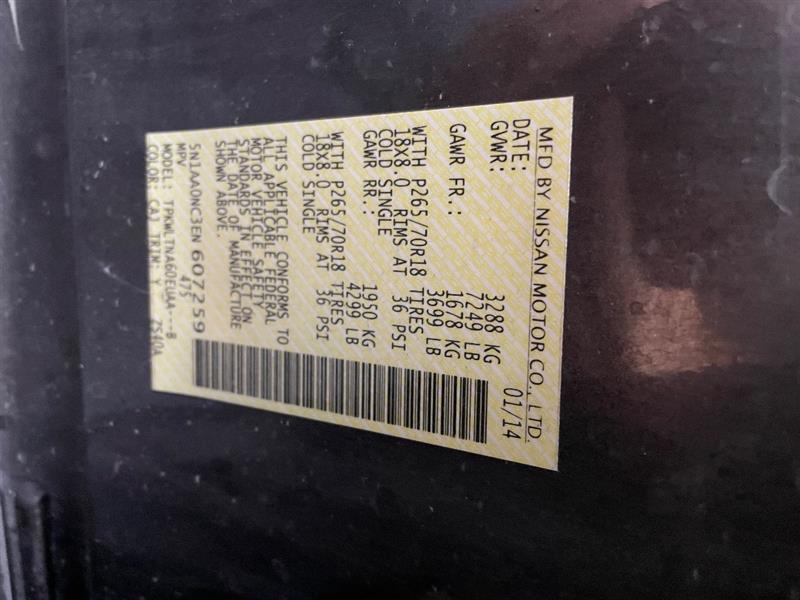 MFD BY NISSAN MOTOR CO., LTD.
DATE: 01/14
GVWR: 3288 KG
7249 LB
GAWR FR.: 1678 KG
3699 LB
WITH P265/70R18 TIRES
18X8.0 RIMS AT 36 PSI
COLD SINGLE
GAWR RR.: 1950 KG
4299 LB
WITH P265/70R18 TIRES
18X8.0 RIMS AT 36 PSI
COLD SINGLE
THIS VEHICLE CONFORMS TO
ALL APPLICABLE FEDERAL
MOTOR VEHICLE SAFETY
STANDARDS IN EFFECT ON
THE DATE OF MANUFACTURE
SHOWN ABOVE.
5N1AA0NC3EN607259
MPV 475
MODEL: TPKWLTNA60EUAA---B
COLOR: CAJ TRIM: Y 2S40A